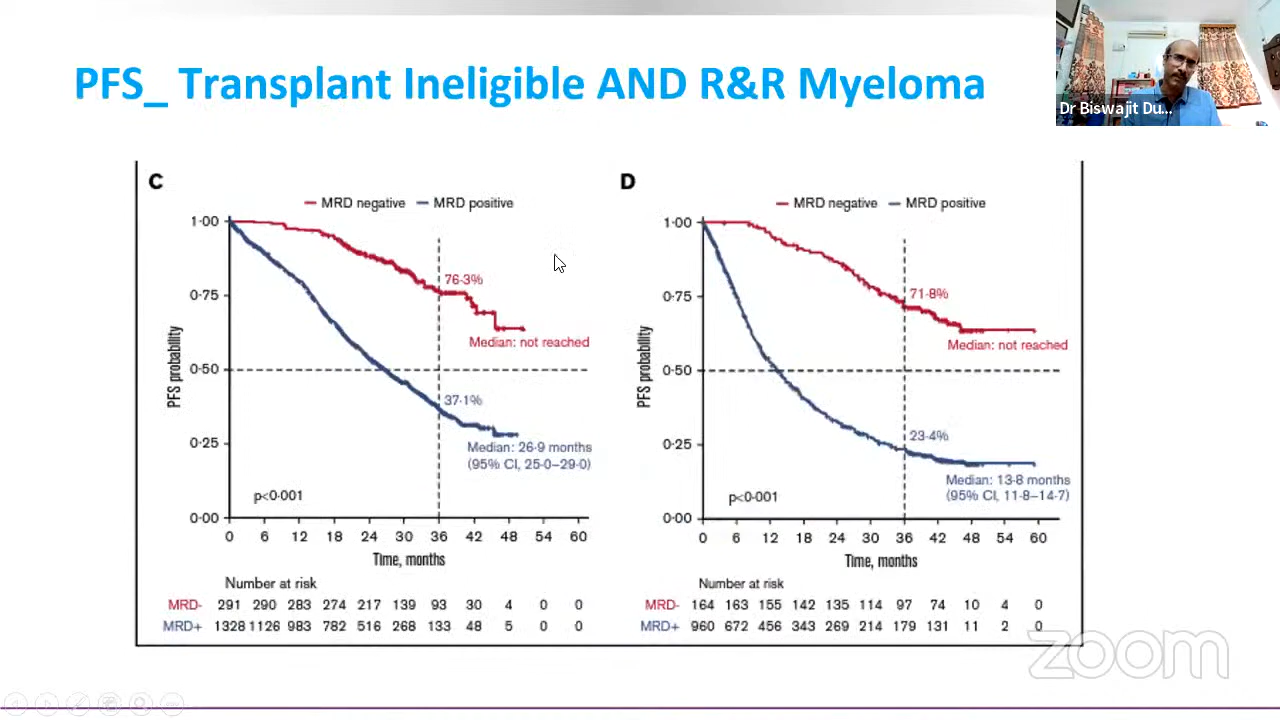 PFS_ Transplant Ineligible AND R&R Myeloma
Dr Biswajit Du...
C
MRD negative MRD positive
1·00
0·75
0·50
0·25
0·00
PFS probability
76·3%
Median: not reached
37·1%
Median: 26·9 months
(95% CI, 25·0–29·0)
p<0·001
0 6 12 18 24 30 36 42 48 54 60
Time, months
Number at risk
MRD- 291 290 283 274 217 139 93 30 4 0 0
MRD+ 1328 1126 983 782 516 268 133 48 5 0 0
D
MRD negative MRD positive
1·00
0·75
0·50
0·25
0·00
PFS probability
71·8%
Median: not reached
23·4%
Median: 13·8 months
(95% CI, 11·8–14·7)
p<0·001
0 6 12 18 24 30 36 42 48 54 60
Time, months
Number at risk
MRD- 164 163 155 142 135 114 97 74 10 4 0
MRD+ 960 672 456 343 269 214 179 131 11 2 0
zoom